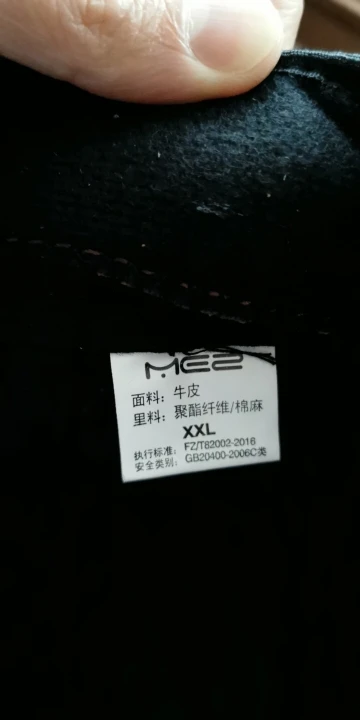 MEZ
面料：牛皮
里料：聚酯纤维/棉麻
XXL
执行标准：FZ/T82002-2016
安全类别：GB20400-2006C类